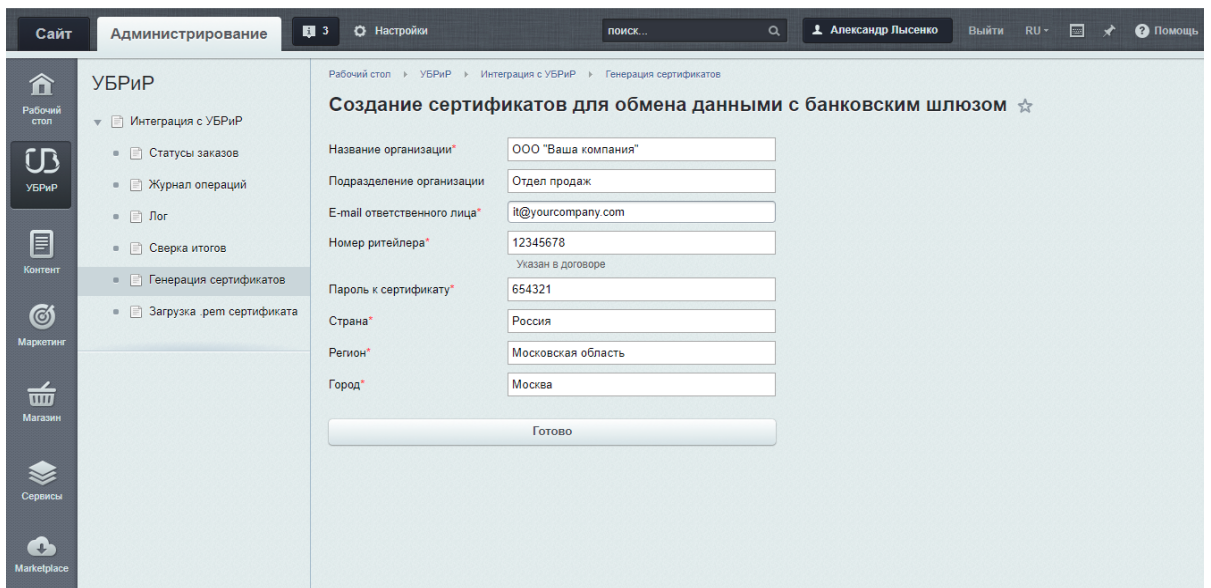 Сайт
Администрирование
3
Настройки
поиск...
Александр Лысенко
Выйти
RU
Помощь
Рабочий
стол
УБРиР
Контент
Маркетинг
Магазин
Сервисы
Marketplace
УБРиР
Интеграция с УБРиР
Статусы заказов
Журнал операций
Лог
Сверка итогов
Генерация сертификатов
Загрузка .pem сертификата
Рабочий стол УБРиР Интеграция с УБРиР Генерация сертификатов
Создание сертификатов для обмена данными с банковским шлюзом
Название организации* ООО "Ваша компания"
Подразделение организации Отдел продаж
E-mail ответственного лица* it@yourcompany.com
Номер ритейлера* 12345678
Указан в договоре
Пароль к сертификату* 654321
Страна* Россия
Регион* Московская область
Город* Москва
Готово